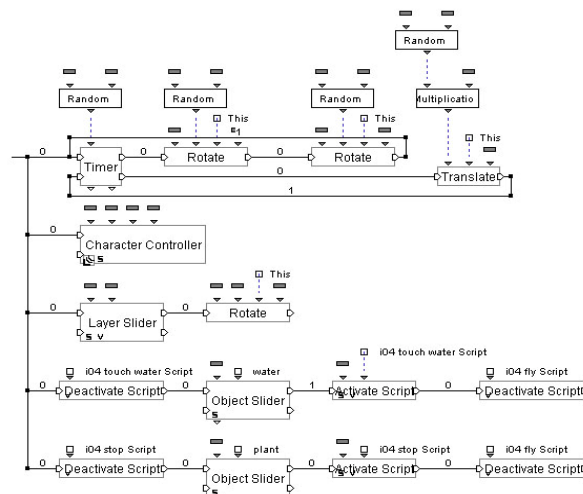 Random
Random
Random
Random
Multiplicatio
This
This
This
0
0
1
0
0
Timer
Rotate
Rotate
Translate
1
0
Character Controller
S
This
0
0
Layer Slider
Rotate
S V
i04 touch water Script
i04 touch water Script
water
i04 fly Script
0
0
1
0
Deactivate Script
Object Slider
Activate Script
Deactivate Script
S
i04 stop Script
plant
i04 stop Script
i04 fly Script
0
0
0
0
Deactivate Script
Object Slider
Activate Script
Deactivate Script
S